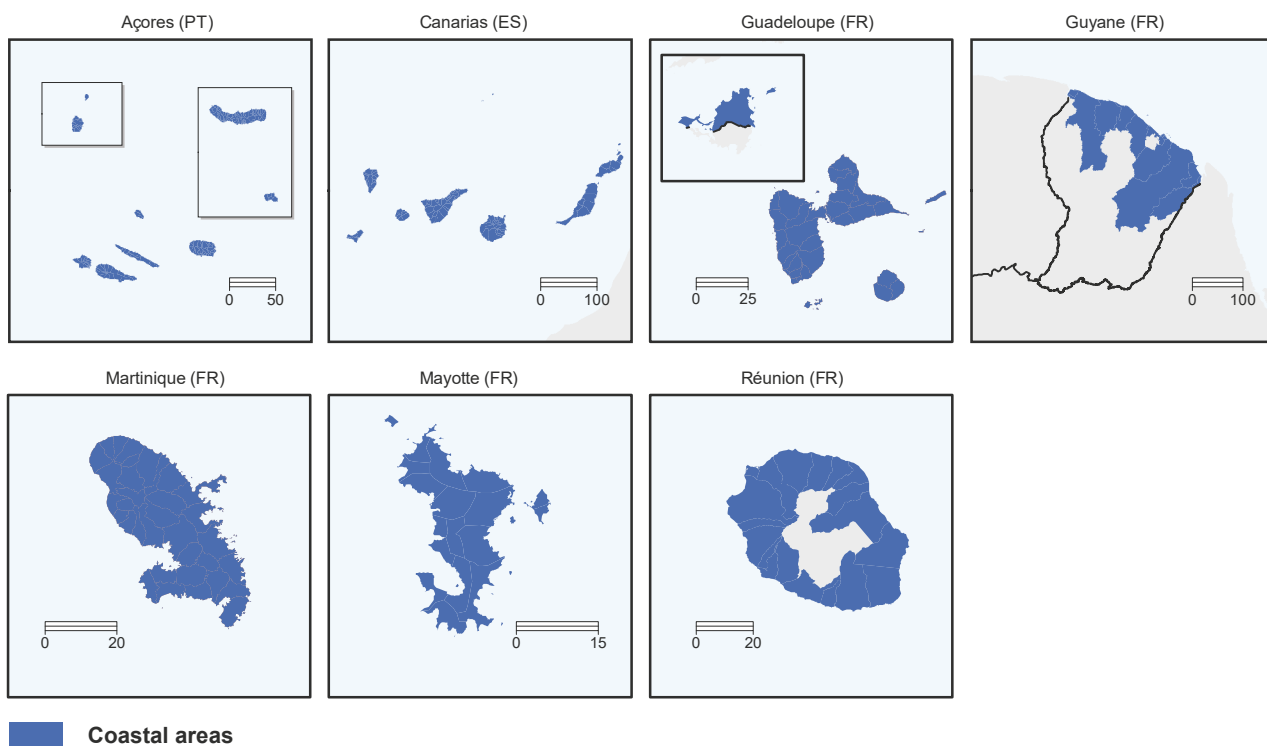 Açores (PT)
Canarias (ES)
Guadeloupe (FR)
Guyane (FR)
0 50
0 100
0 25
0 100
Martinique (FR)
Mayotte (FR)
Réunion (FR)
0 20
0 15
0 20
Coastal areas